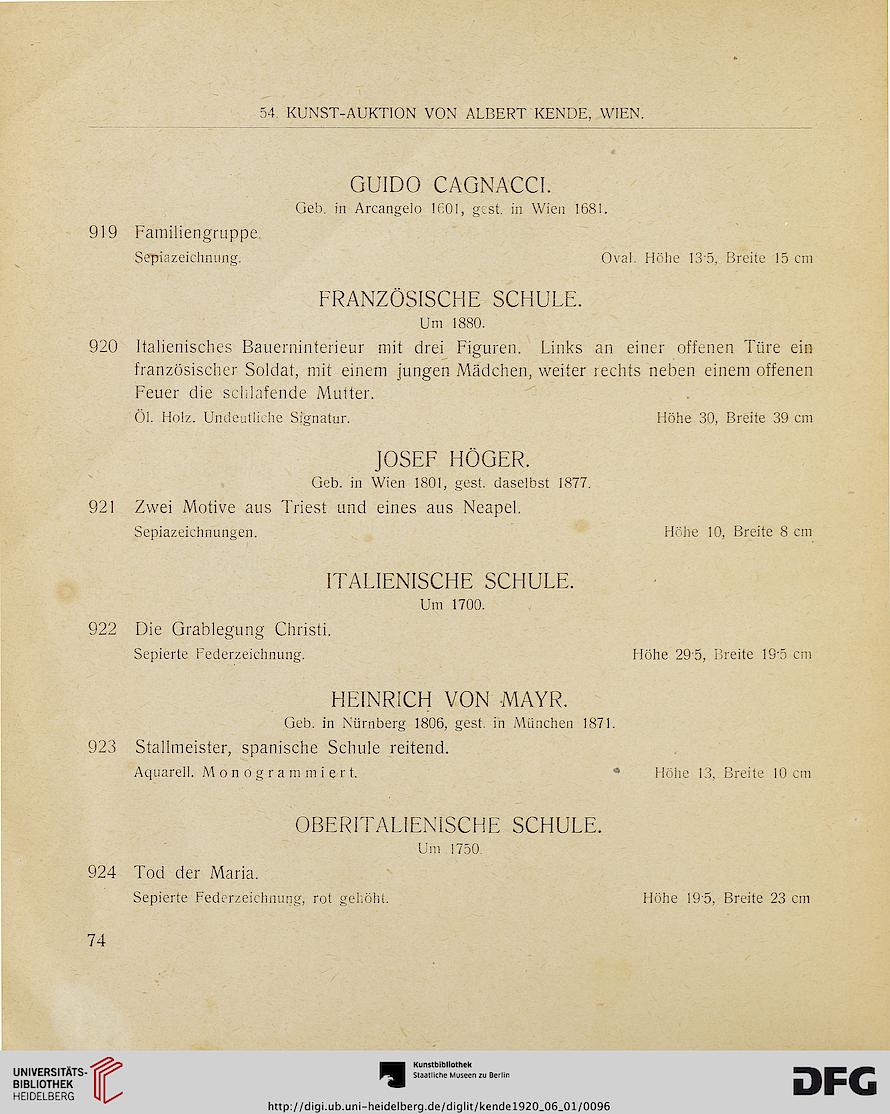 54. KUNST-AUKTION VON ALBERT KENDE, WIEN.
GUIDO CAGNACCI.
Geb. in Arcangelo 1601, gest. in Wien 1681.
919 Familiengruppe.
Sepiazeichnung. Oval. Höhe 13·5, Breite 15 cm
FRANZÖSISCHE SCHULE.
Um 1880.
920 Italienisches Bauerninterieur mit drei Figuren. Links an einer offenen Türe ein
französischer Soldat, mit einem jungen Mädchen, weiter rechts neben einem offenen
Feuer die schlafende Mutter.
Öl. Holz. Undeutliche Signatur. Höhe 30, Breite 39 cm
JOSEF HÖGER.
Geb. in Wien 1801, gest. daselbst 1877.
921 Zwei Motive aus Triest und eines aus Neapel.
Sepiazeichnungen. Höhe 10, Breite 8 cm
ITALIENISCHE SCHULE.
Um 1700.
922 Die Grablegung Christi.
Sepierte Federzeichnung. Höhe 29·5, Breite 19·5 cm
HEINRICH VON MAYR.
Geb. in Nürnberg 1806, gest. in München 1871.
923 Stallmeister, spanische Schule reitend.
Aquarell. Monogrammiert. Höhe 13, Breite 10 cm
OBERITALIENISCHE SCHULE.
Um 1750.
924 Tod der Maria.
Sepierte Federzeichnung, rot gehöht. Höhe 19·5, Breite 23 cm
74
UNIVERSITÄTS-
BIBLIOTHEK
HEIDELBERG
Kunstbibliothek
Staatliche Museen zu Berlin
DFG
http://digi.ub.uni-heidelberg.de/diglit/kende1920_06_01/0096